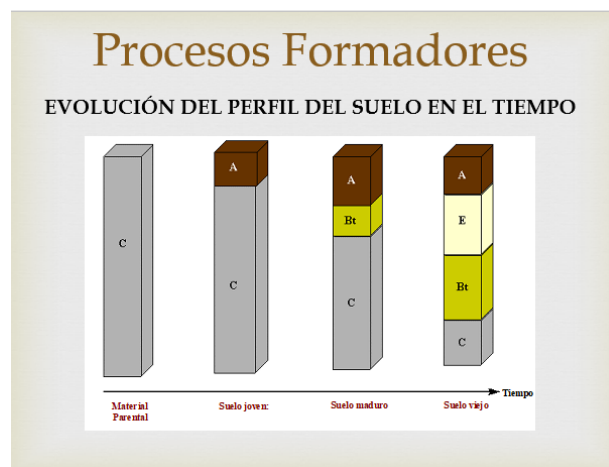 Procesos Formadores
EVOLUCIÓN DEL PERFIL DEL SUELO EN EL TIEMPO
C
A
C
A
Bt
C
A
E
Bt
C
Tiempo
Material
Parental
Suelo joven:
Suelo maduro
Suelo viejo